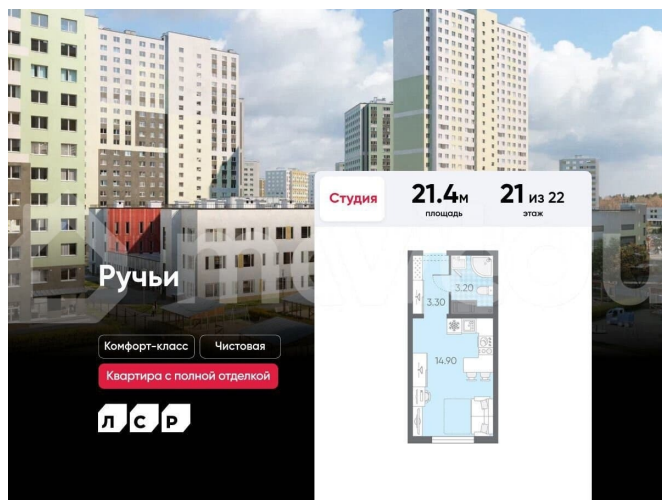 Студия
21.4м
площадь
21 из 22
этаж
Ручьи
Комфорт-класс
Чистовая
Квартира с полной отделкой
ЛСР
3.20
3.30
14.90